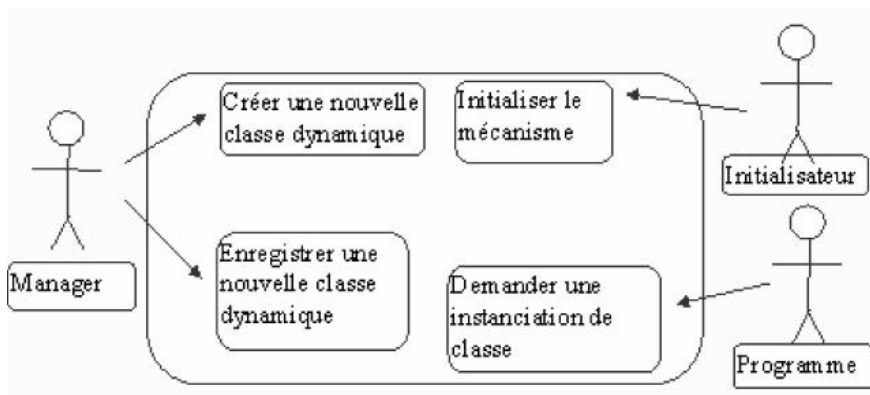 Créer une nouvelle
classe dynamique
Initialiser le
mécanisme
Initialisateur
Manager
Enregistrer une
nouvelle classe
dynamique
Demander une
instanciation de
classe
Programme